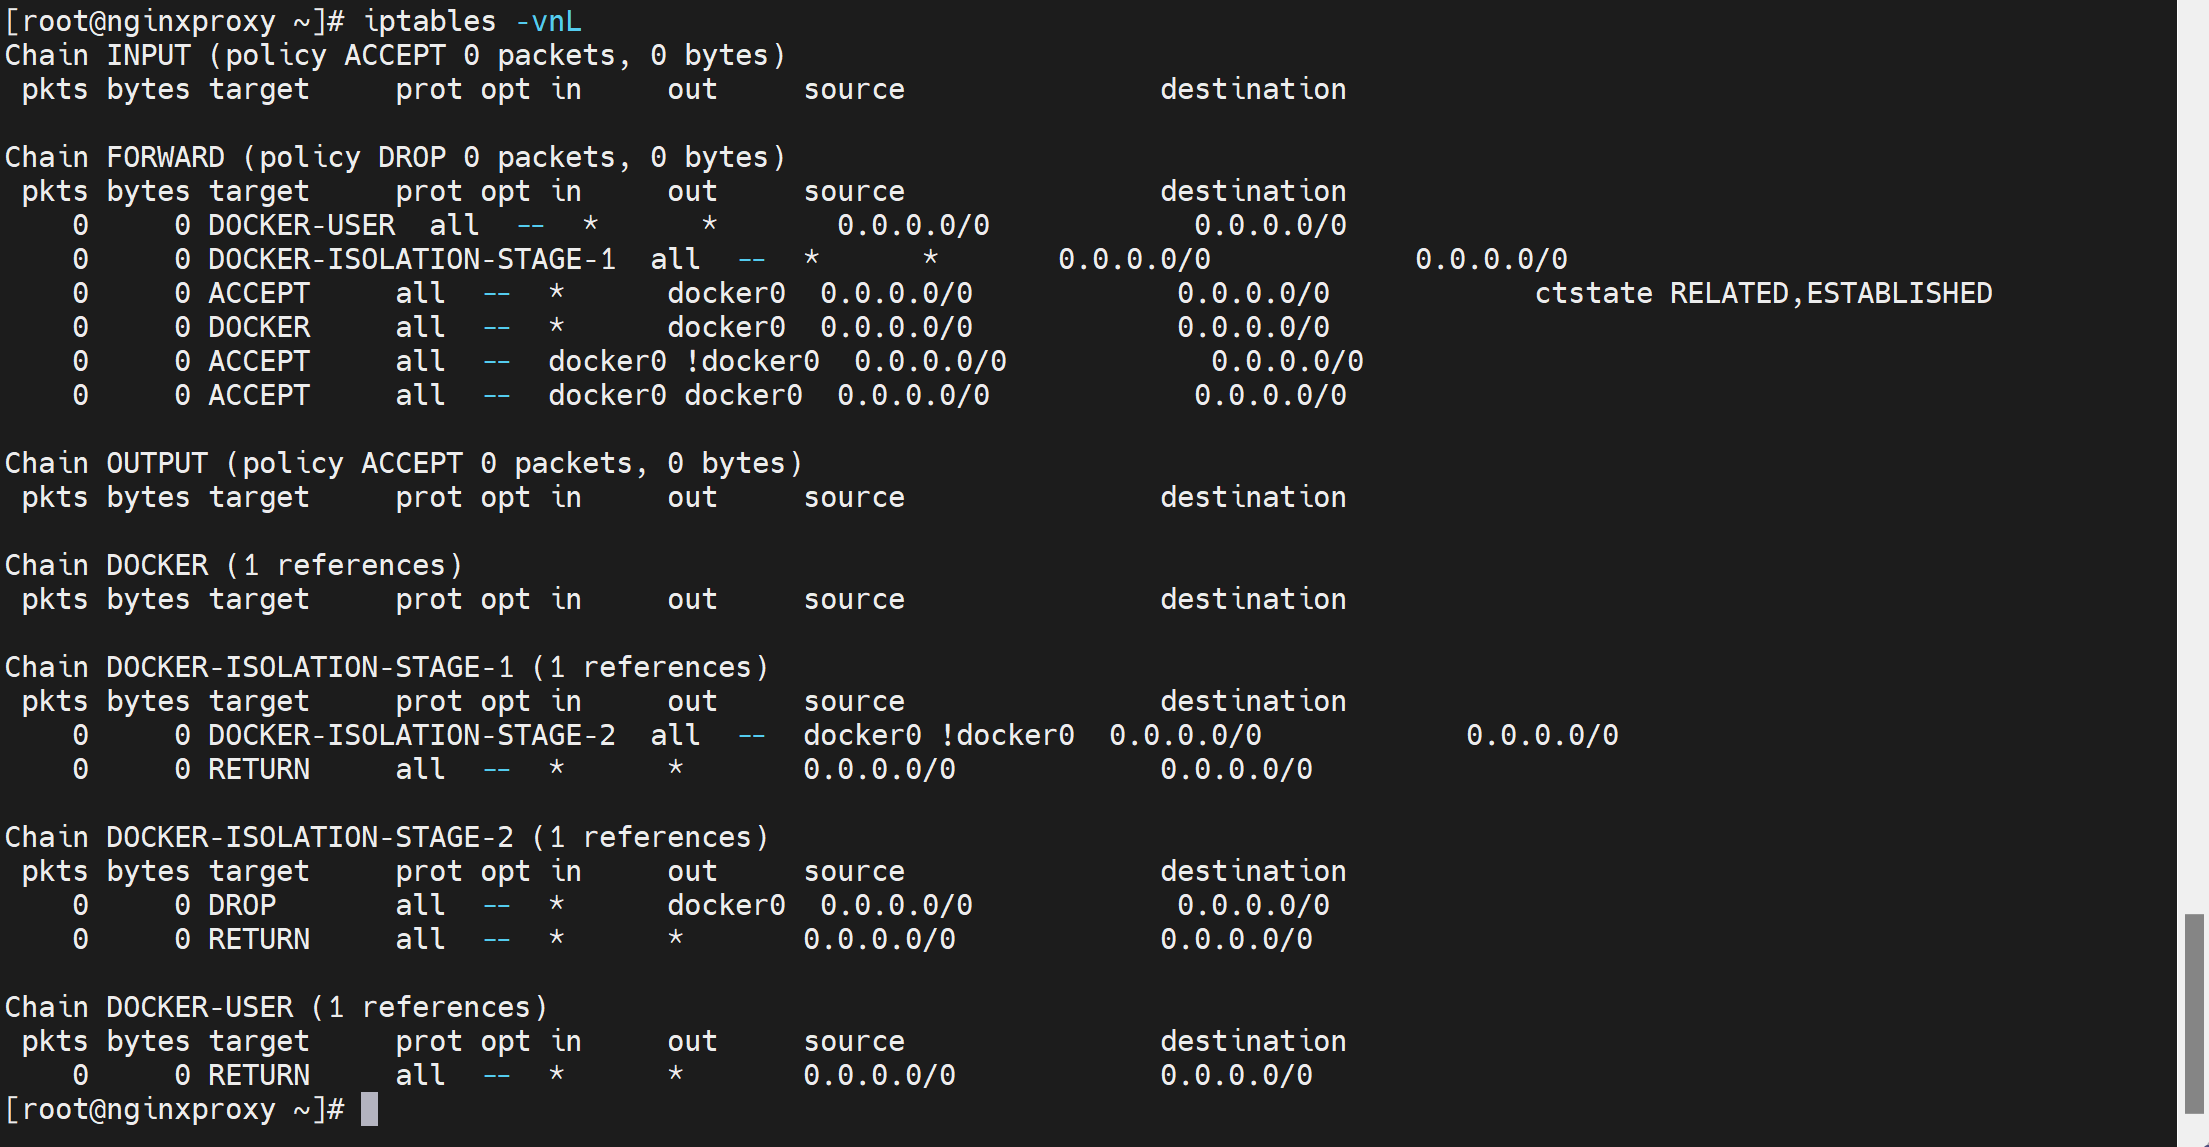 [root@nginxproxy ~]# iptables -vnL
Chain INPUT (policy ACCEPT 0 packets, 0 bytes)
 pkts bytes target     prot opt in     out     source               destination

Chain FORWARD (policy DROP 0 packets, 0 bytes)
 pkts bytes target     prot opt in     out     source               destination
    0     0 DOCKER-USER  all  --  *      *       0.0.0.0/0            0.0.0.0/0
    0     0 DOCKER-ISOLATION-STAGE-1  all  --  *      *       0.0.0.0/0            0.0.0.0/0
    0     0 ACCEPT     all  --  *      docker0  0.0.0.0/0            0.0.0.0/0            ctstate RELATED,ESTABLISHED
    0     0 DOCKER     all  --  *      docker0  0.0.0.0/0            0.0.0.0/0
    0     0 ACCEPT     all  --  docker0 !docker0  0.0.0.0/0            0.0.0.0/0
    0     0 ACCEPT     all  --  docker0 docker0  0.0.0.0/0            0.0.0.0/0

Chain OUTPUT (policy ACCEPT 0 packets, 0 bytes)
 pkts bytes target     prot opt in     out     source               destination

Chain DOCKER (1 references)
 pkts bytes target     prot opt in     out     source               destination

Chain DOCKER-ISOLATION-STAGE-1 (1 references)
 pkts bytes target     prot opt in     out     source               destination
    0     0 DOCKER-ISOLATION-STAGE-2  all  --  docker0 !docker0  0.0.0.0/0            0.0.0.0/0
    0     0 RETURN     all  --  *      *       0.0.0.0/0            0.0.0.0/0

Chain DOCKER-ISOLATION-STAGE-2 (1 references)
 pkts bytes target     prot opt in     out     source               destination
    0     0 DROP       all  --  *      docker0  0.0.0.0/0            0.0.0.0/0
    0     0 RETURN     all  --  *      *       0.0.0.0/0            0.0.0.0/0

Chain DOCKER-USER (1 references)
 pkts bytes target     prot opt in     out     source               destination
    0     0 RETURN     all  --  *      *       0.0.0.0/0            0.0.0.0/0
[root@nginxproxy ~]#